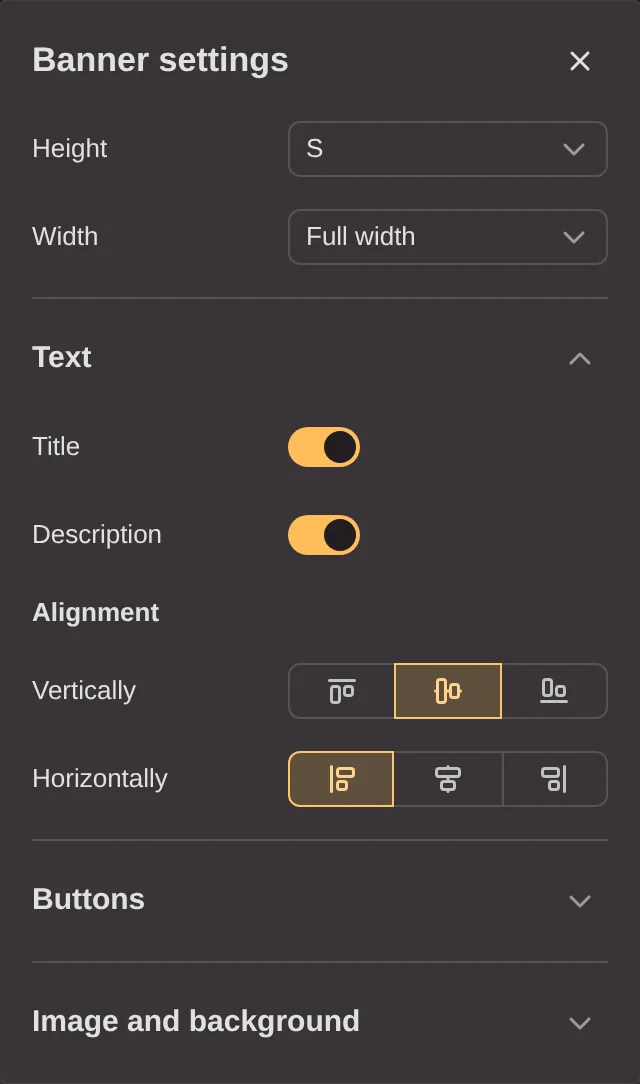 Banner settings
Height
S
Width
Full width
Text
Title
Description
Alignment
Vertically
Horizontally
Buttons
Image and background